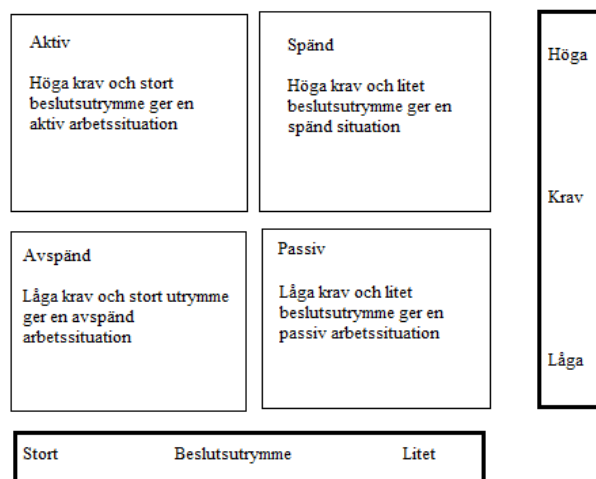 Aktiv
Höga krav och stort
beslutsutrymme ger en
aktiv arbetssituation
Spänd
Höga krav och litet
beslutsutrymme ger en
spänd situation
Avspänd
Låga krav och stort utrymme
ger en avspänd
arbetssituation
Passiv
Låga krav och litet
beslutsutrymme ger en
passiv arbetssituation
Höga
Krav
Låga
Stort Beslutsutrymme Litet